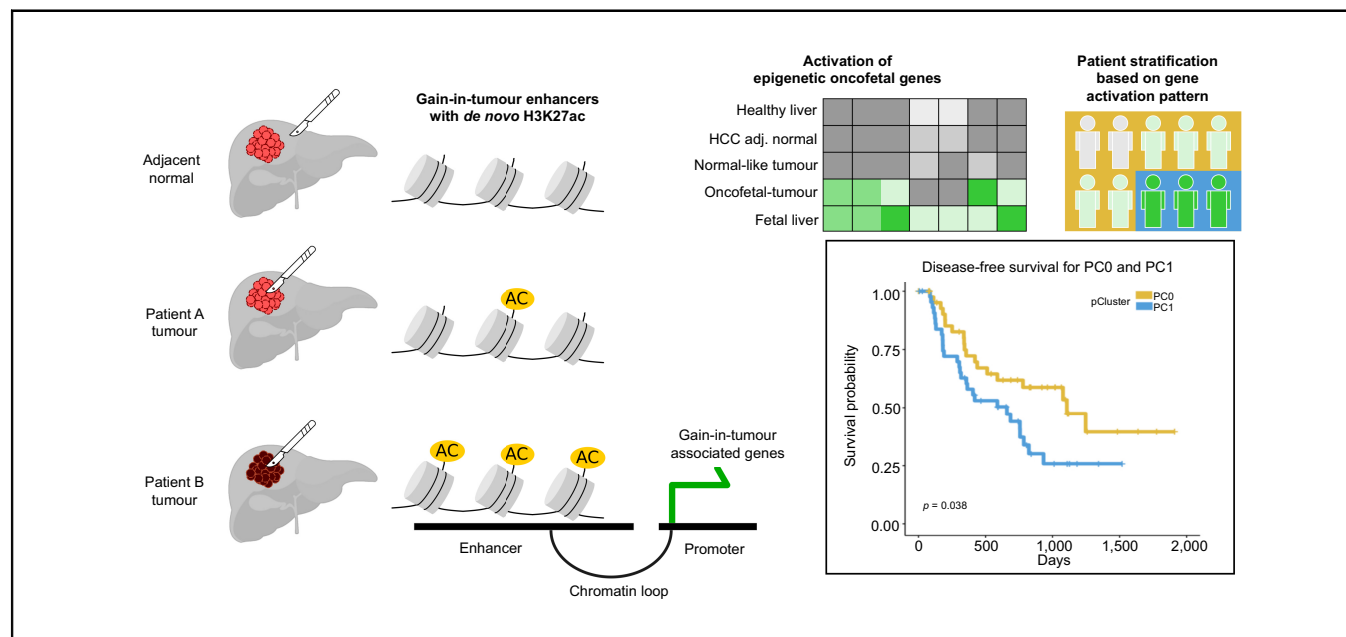 Gain-in-tumour enhancers
with de novo H3K27ac
Adjacent
normal
Patient A
tumour
AC
Patient B
tumour
AC
AC
AC
Gain-in-tumour
associated genes
Enhancer
Promoter
Chromatin loop
Activation of
epigenetic oncofetal genes
Healthy liver
HCC adj. normal
Normal-like tumour
Oncofetal-tumour
Fetal liver
Patient stratification
based on gene
activation pattern
Disease-free survival for PC0 and PC1
pCluster
PC0
PC1
Survival probability
1.00
0.75
0.50
0.25
0.00
p = 0.038
0
500
1,000
1,500
2,000
Days